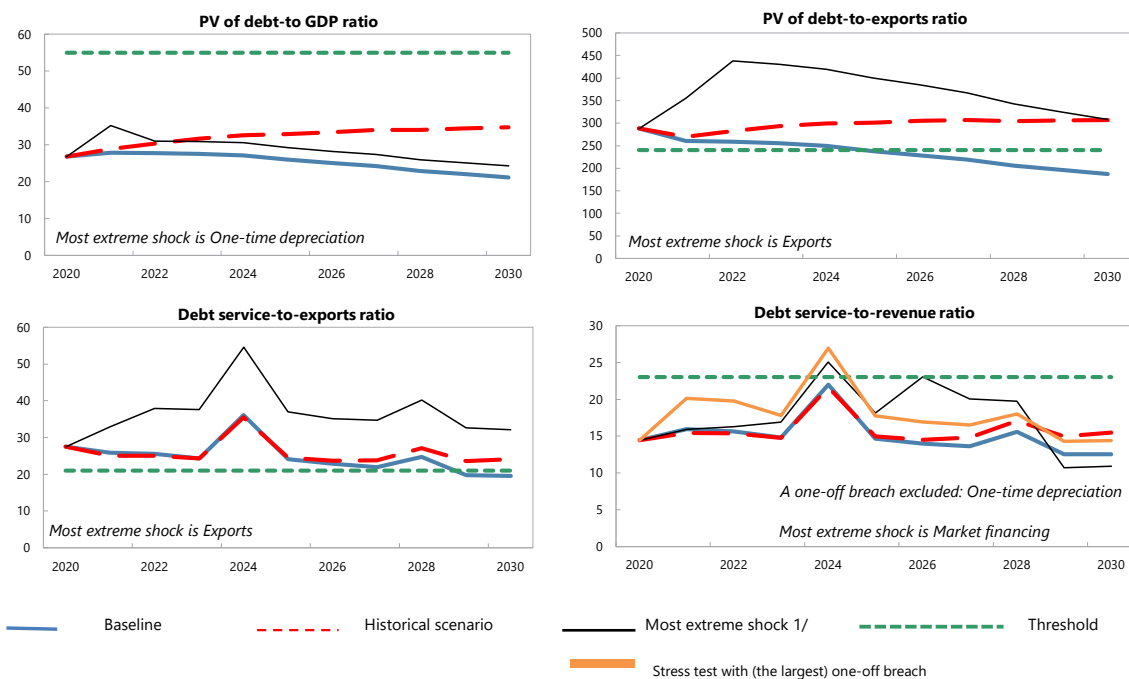 PV of debt-to GDP ratio
60
50
40
30
20
10
0
Most extreme shock is One-time depreciation
2020 2022 2024 2026 2028 2030
PV of debt-to-exports ratio
500
450
400
350
300
250
200
150
100
50
0
Most extreme shock is Exports
2020 2022 2024 2026 2028 2030
Debt service-to-exports ratio
60
50
40
30
20
10
0
Most extreme shock is Exports
2020 2022 2024 2026 2028 2030
Debt service-to-revenue ratio
30
25
20
15
10
5
0
A one-off breach excluded: One-time depreciation
Most extreme shock is Market financing
2020 2022 2024 2026 2028 2030
Baseline Historical scenario Most extreme shock 1/ Threshold
Stress test with (the largest) one-off breach